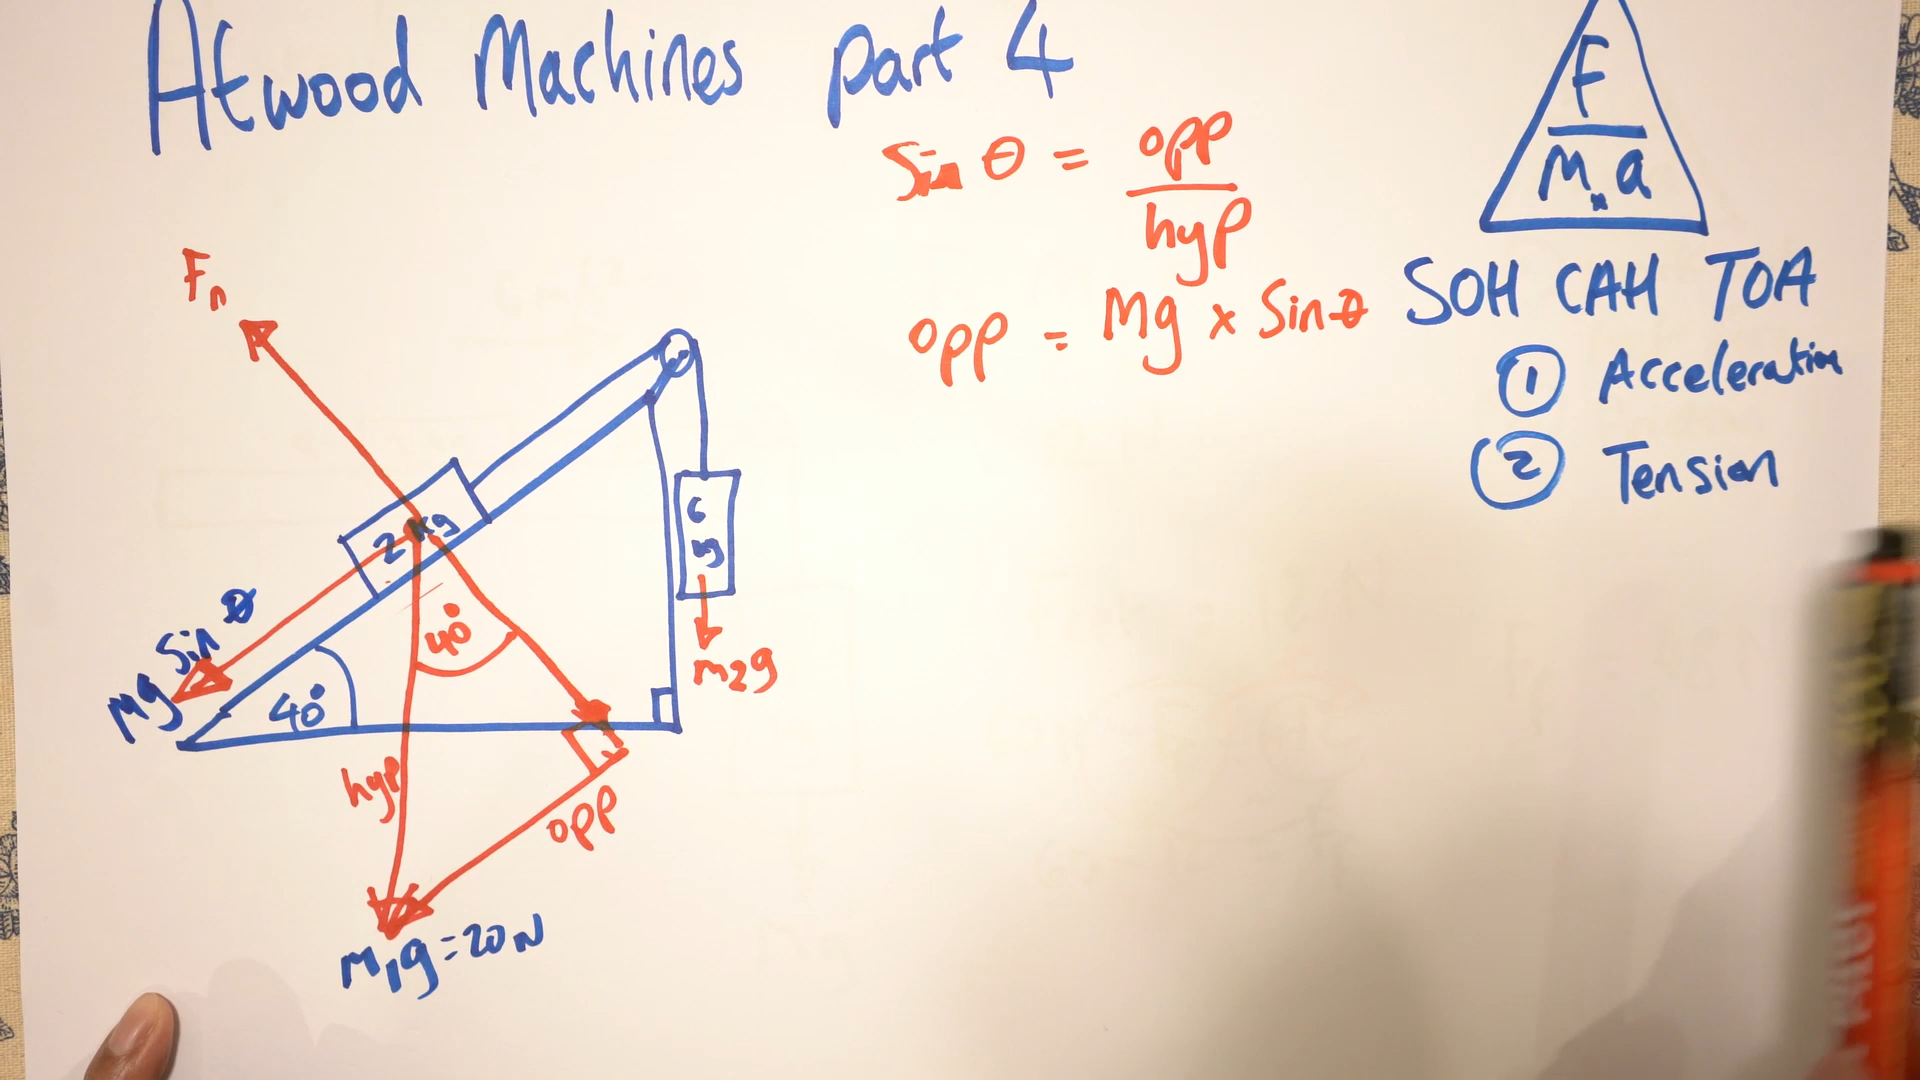 Atwood Machines part 4
F
M x a
Sin θ = opp
hyp
opp = Mg x Sin θ
SOH CAH TOA
① Acceleration
② Tension
Fn
2 kg
6
kg
m2g
Mg Sin θ
40°
40°
hyp
opp
M1g = 20 N